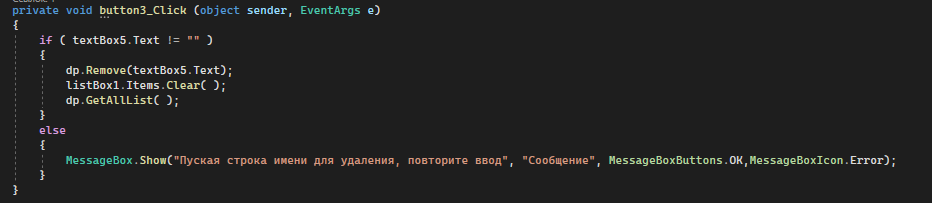 private void button3_Click (object sender, EventArgs e)
{
if ( textBox5.Text != "" )
{
dp.Remove(textBox5.Text);
listBox1.Items.Clear( );
dp.GetAllList( );
}
else
{
MessageBox.Show("Пуская строка имени для удаления, повторите ввод", "Сообщение", MessageBoxButtons.OK,MessageBoxIcon.Error);
}
}